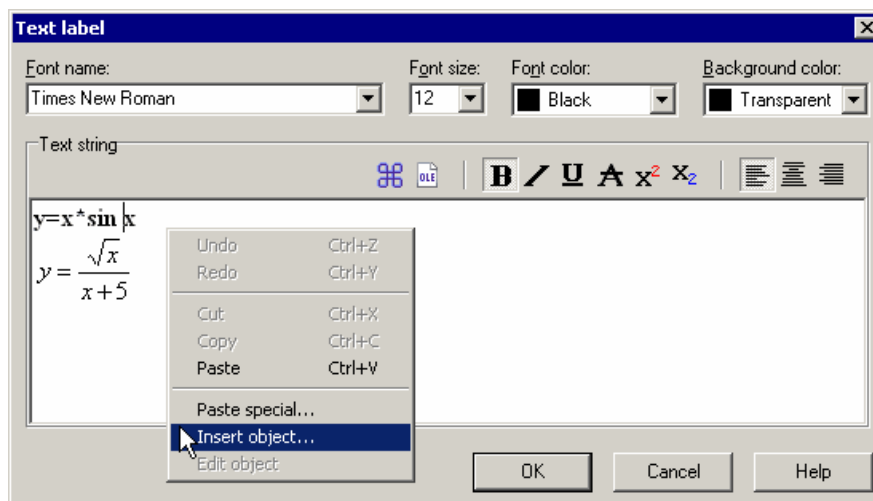 Text label
Font name: Font size: Font color: Background color:
Times New Roman 12 Black Transparent
Text string
OLE B I U A X² X₂
y=x*sin x
y = √x / x+5
Undo Ctrl+Z
Redo Ctrl+Y
Cut Ctrl+X
Copy Ctrl+C
Paste Ctrl+V
Paste special...
Insert object...
Edit object
OK Cancel Help